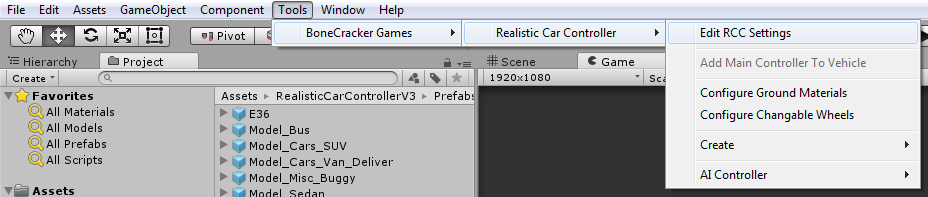 File Edit Assets GameObject Component Tools Window Help
BoneCracker Games
Realistic Car Controller
Edit RCC Settings
Add Main Controller To Vehicle
Configure Ground Materials
Configure Changable Wheels
Create
AI Controller
Pivot
Hierarchy Project
Create
Favorites
All Materials
All Models
All Prefabs
All Scripts
Assets
Assets RealisticCarControllerV3 Prefabs
E36
Model_Bus
Model_Cars_SUV
Model_Cars_Van_Deliver
Model_Misc_Buggy
Model_Sedan
Scene Game
1920x1080 Sca